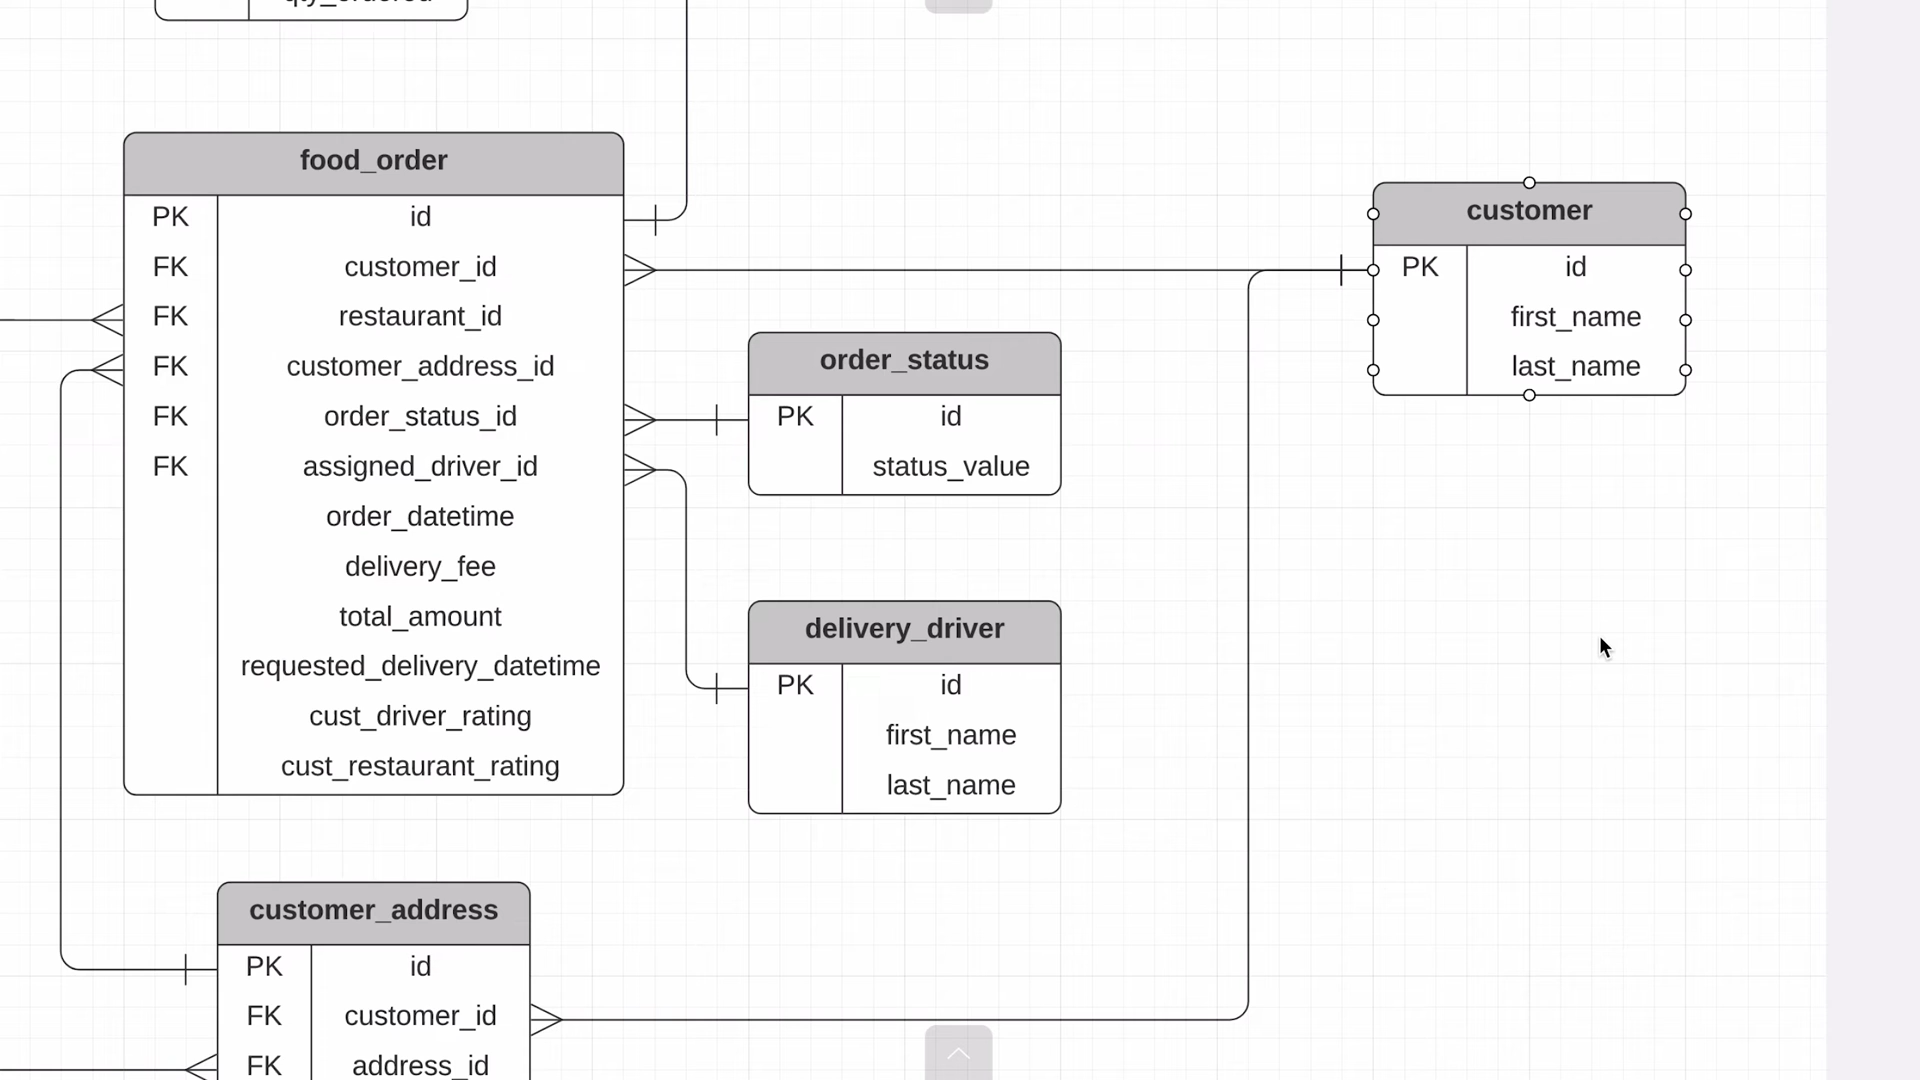 qty_ordered
food_order
PK id
FK customer_id
FK restaurant_id
FK customer_address_id
FK order_status_id
FK assigned_driver_id
order_datetime
delivery_fee
total_amount
requested_delivery_datetime
cust_driver_rating
cust_restaurant_rating
order_status
PK id
status_value
delivery_driver
PK id
first_name
last_name
customer
PK id
first_name
last_name
customer_address
PK id
FK customer_id
FK address_id